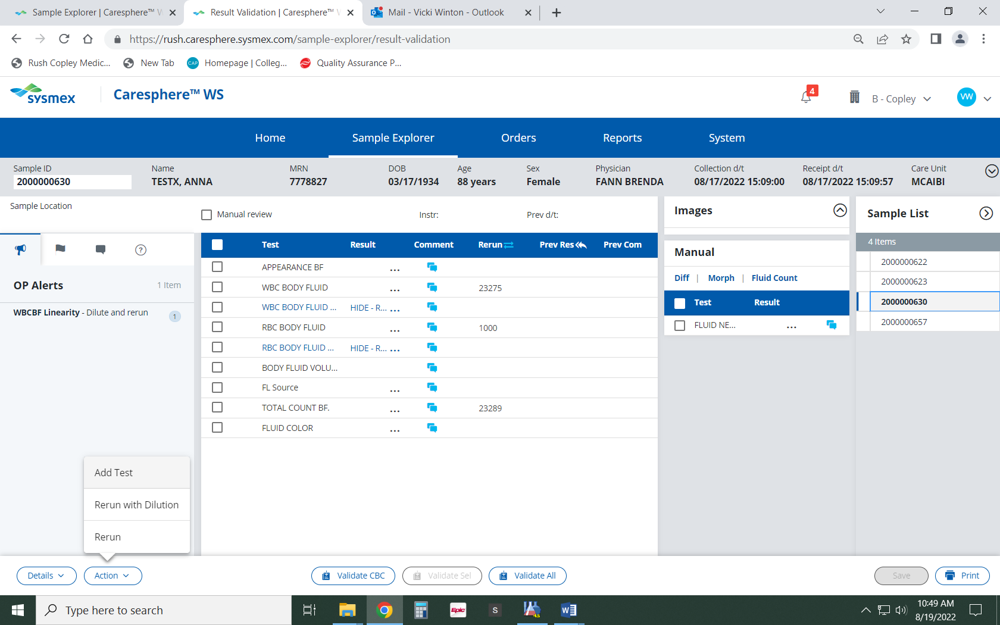 Sample Explorer | Caresphere™ W
Result Validation | Caresphere™ W
Mail - Vicki Winton - Outlook
https://rush.caresphere.sysmex.com/sample-explorer/result-validation
Rush Copley Medic...
New Tab
CAP
Homepage | Colleg...
Quality Assurance P...
sysmex
Caresphere™ WS
4
B - Copley
VW
Home
Sample Explorer
Orders
Reports
System
Sample ID
Name
MRN
DOB
Age
Sex
Physician
Collection d/t
Receipt d/t
Care Unit
2000000630
TESTX, ANNA
7778827
03/17/1934
88 years
Female
FANN BRENDA
08/17/2022 15:09:00
08/17/2022 15:09:57
MCAIBI
Sample Location
Manual review
Instr:
Prev d/t:
?
OP Alerts
1 Item
WBCBF Linearity - Dilute and rerun
1
Test Result Comment Rerun Prev Res Prev Com
APPEARANCE BF ...
WBC BODY FLUID ... 23275
WBC BODY FLUID ... HIDE - R... ...
RBC BODY FLUID ... 1000
RBC BODY FLUID ... HIDE - R... ...
BODY FLUID VOLU...
FL Source ...
TOTAL COUNT BF. ... 23289
FLUID COLOR ...
Images
Manual
Diff | Morph | Fluid Count
Test Result
FLUID NE... ...
Sample List
4 Items
2000000622
2000000623
2000000630
2000000657
Add Test
Rerun with Dilution
Rerun
Details
Action
Validate CBC
Validate Sel
Validate All
Save
Print
Type here to search
Epic
S
4.5
W
10:49 AM
8/19/2022